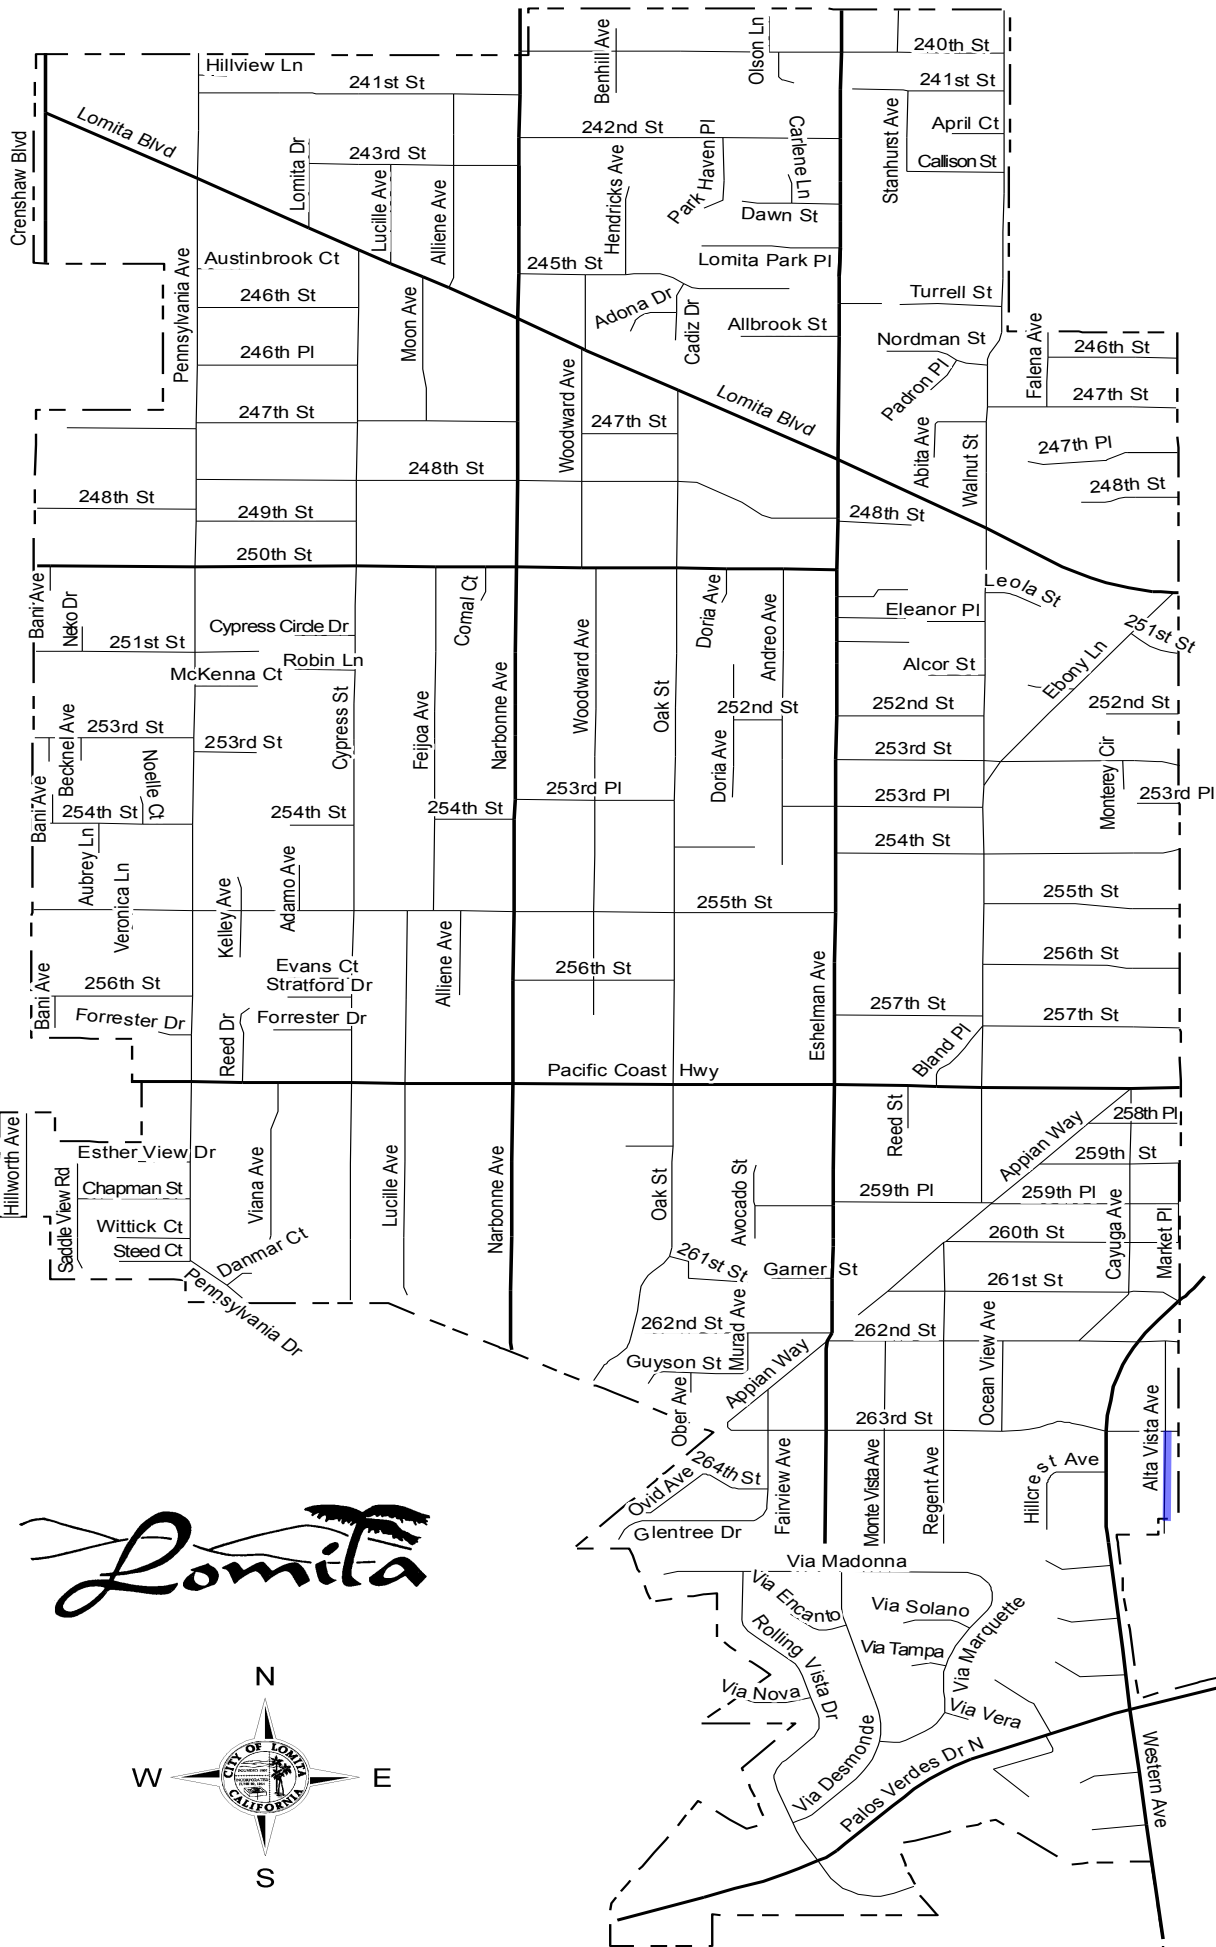 Olson Ln
Benhill Ave
240th St
Hillview Ln
241st St
241st St
Lomita Blvd
Crenshaw Blvd
Stanhurst Ave
April Ct
242nd St
Park Haven Pl
Carlene Ln
Callison St
Lomita Dr
243rd St
Lucille Ave
Alliene Ave
Hendricks Ave
Dawn St
Pennsylvania Ave
Austinbrook Ct
245th St
Lomita Park Pl
246th St
Moon Ave
Adona Dr
Cadiz Dr
Allbrook St
Turrell St
Nordman St
Falena Ave
246th St
246th Pl
Padron Pl
247th St
Woodward Ave
247th St
Lomita Blvd
247th St
Abita Ave
Walnut St
247th Pl
248th St
248th St
248th St
249th St
248th St
250th St
Bani Ave
Neko Dr
Comal Ct
Doria Ave
Andreo Ave
Leola St
Eleanor Pl
251st St
Cypress Circle Dr
251st St
Robin Ln
McKenna Ct
Alcor St
Ebony Ln
Cypress St
Feijoa Ave
Narbonne Ave
Woodward Ave
Oak St
252nd St
252nd St
252nd St
253rd St
Becknel Ave
Noelle Ct
253rd St
Doria Ave
253rd St
Monterey Cir
Bani Ave
253rd Pl
253rd Pl
253rd Pl
254th St
254th St
254th St
254th St
Aubrey Ln
Veronica Ln
Kelley Ave
Adamo Ave
255th St
255th St
Alliene Ave
Evans Ct
256th St
256th St
Bani Ave
256th St
Stratford Dr
Eshelman Ave
257th St
257th St
Forrester Dr
Reed Dr
Forrester Dr
Bland Pl
Pacific Coast Hwy
Hillworth Ave
Reed St
Appian Way
258th Pl
Esther View Dr
259th St
Saddle View Rd
Chapman St
Viana Ave
Lucille Ave
Narbonne Ave
Oak St
Avocado St
259th Pl
259th Pl
Wittick Ct
260th St
Cayuga Ave
Market Pl
Steed Ct
Danmar Ct
261st St
Garner St
261st St
Pennsylvania Dr
262nd St
Murad Ave
262nd St
Ocean View Ave
Guyson St
Appian Way
Ober Ave
263rd St
Alta Vista Ave
Ovid Ave
264th St
Fairview Ave
Monte Vista Ave
Regent Ave
Hillcrest Ave
Glentree Dr
Lomita
Via Madonna
Via Encanto
Via Solano
Rolling Vista Dr
Via Tampa
Via Marquette
Via Nova
Via Vera
Via Desmonde
Palos Verdes Dr N
Western Ave
N
W
E
S
CITY OF LOMITA
CALIFORNIA